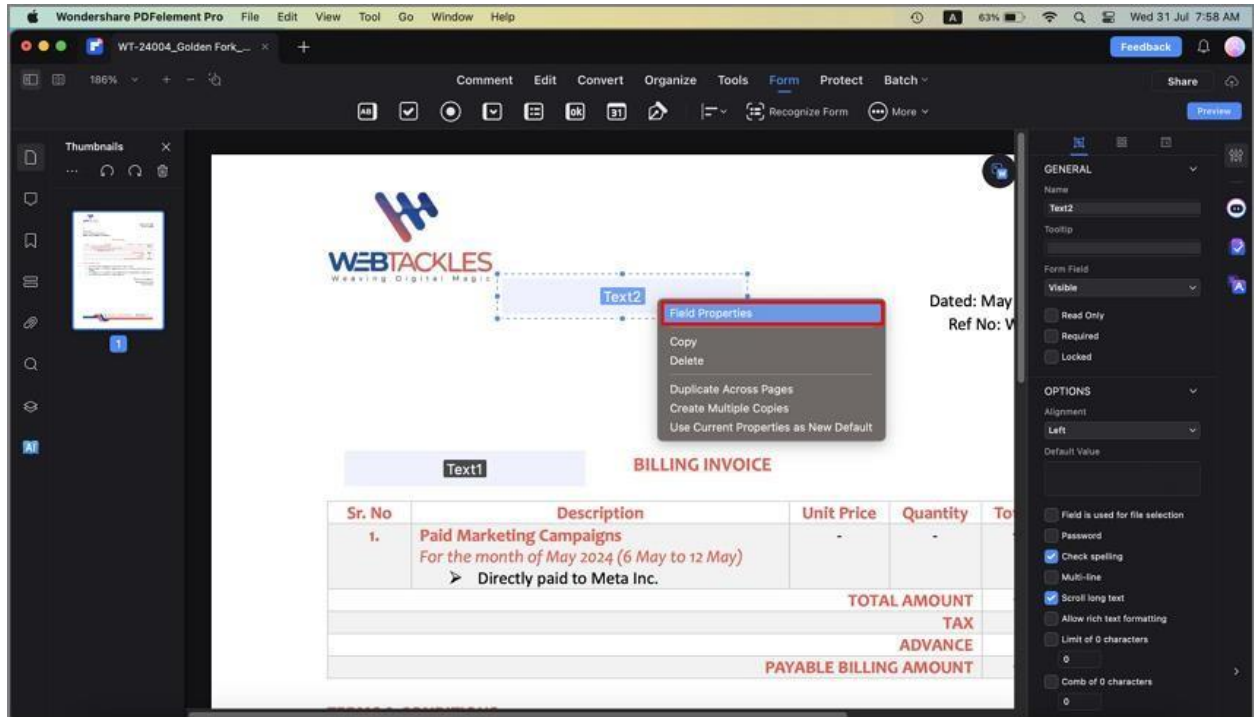 Wondershare PDFelement Pro File Edit View Tool Go Window Help A 63% Wed 31 Jul 7:58 AM
WT-24004_Golden Fork_... × + Feedback
186% + − Comment Edit Convert Organize Tools Form Protect Batch Share
AB ok 31 Recognize Form More Preview
Thumbnails ×
...
1
AI
WEBTACKLES
Weaving Digital Magic
Text2
Dated: May
Ref No: W
Field Properties
Copy
Delete
Duplicate Across Pages
Create Multiple Copies
Use Current Properties as New Default
Text1
BILLING INVOICE
Sr. No Description Unit Price Quantity To
1. Paid Marketing Campaigns - -
For the month of May 2024 (6 May to 12 May)
➤ Directly paid to Meta Inc.
TOTAL AMOUNT
TAX
ADVANCE
PAYABLE BILLING AMOUNT
GENERAL
Name
Text2
Tooltip
Form Field
Visible
Read Only
Required
Locked
OPTIONS
Alignment
Left
Default Value
Field is used for file selection
Password
Check spelling
Multi-line
Scroll long text
Allow rich text formatting
Limit of 0 characters
0
Comb of 0 characters
0